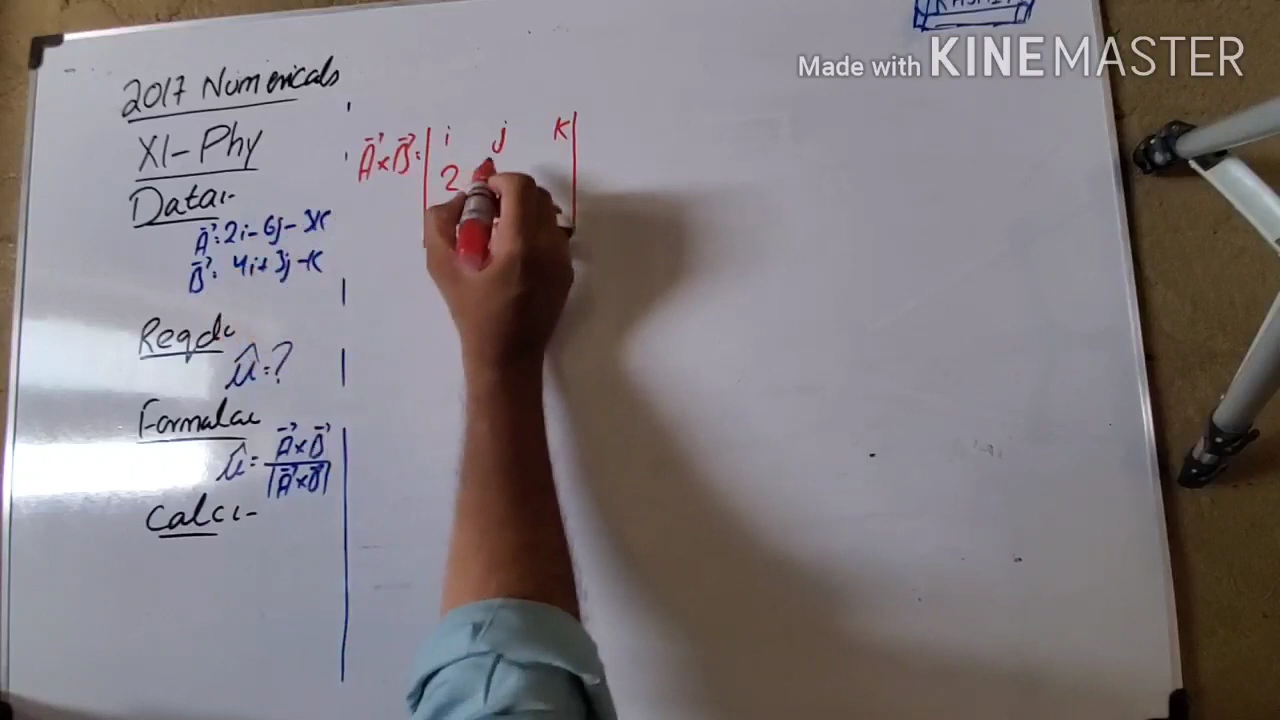 Made with KINEMASTER
2017 Numericals
XI-Phy
Data:-
A⃗: 2i - 6j - 3K
B⃗: 4i + 3j - K
Reqd:
û = ?
Formulae
û = A⃗×B⃗ / |A⃗×B⃗|
Calc:-
A⃗×B⃗ = | i j K
2